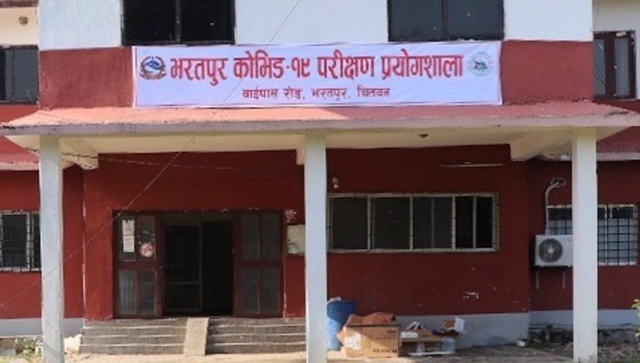 भरतपुर कोभिड-१९ परीक्षण प्रयोगशाला
बाईपास रोड, भरतपुर, चितवन